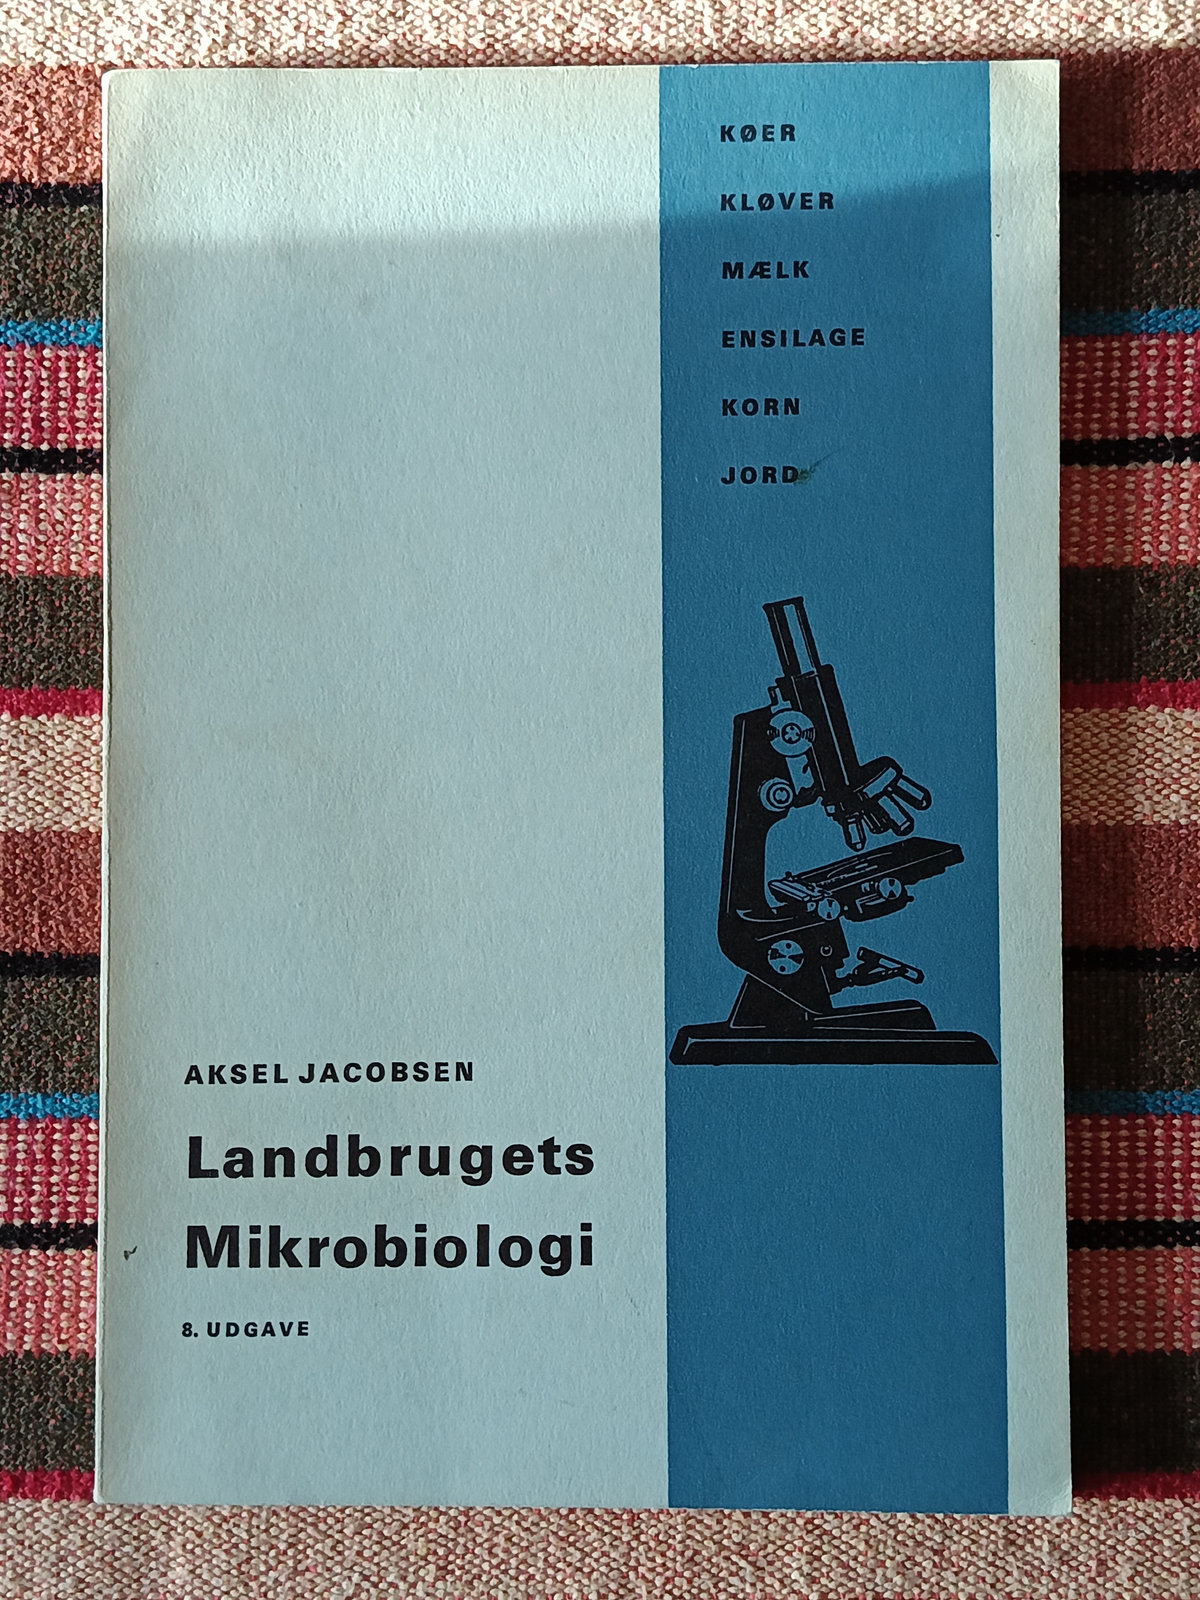 KØER
KLØVER
MÆLK
ENSILAGE
KORN
JORD
AKSEL JACOBSEN
Landbrugets
Mikrobiologi
8. UDGAVE